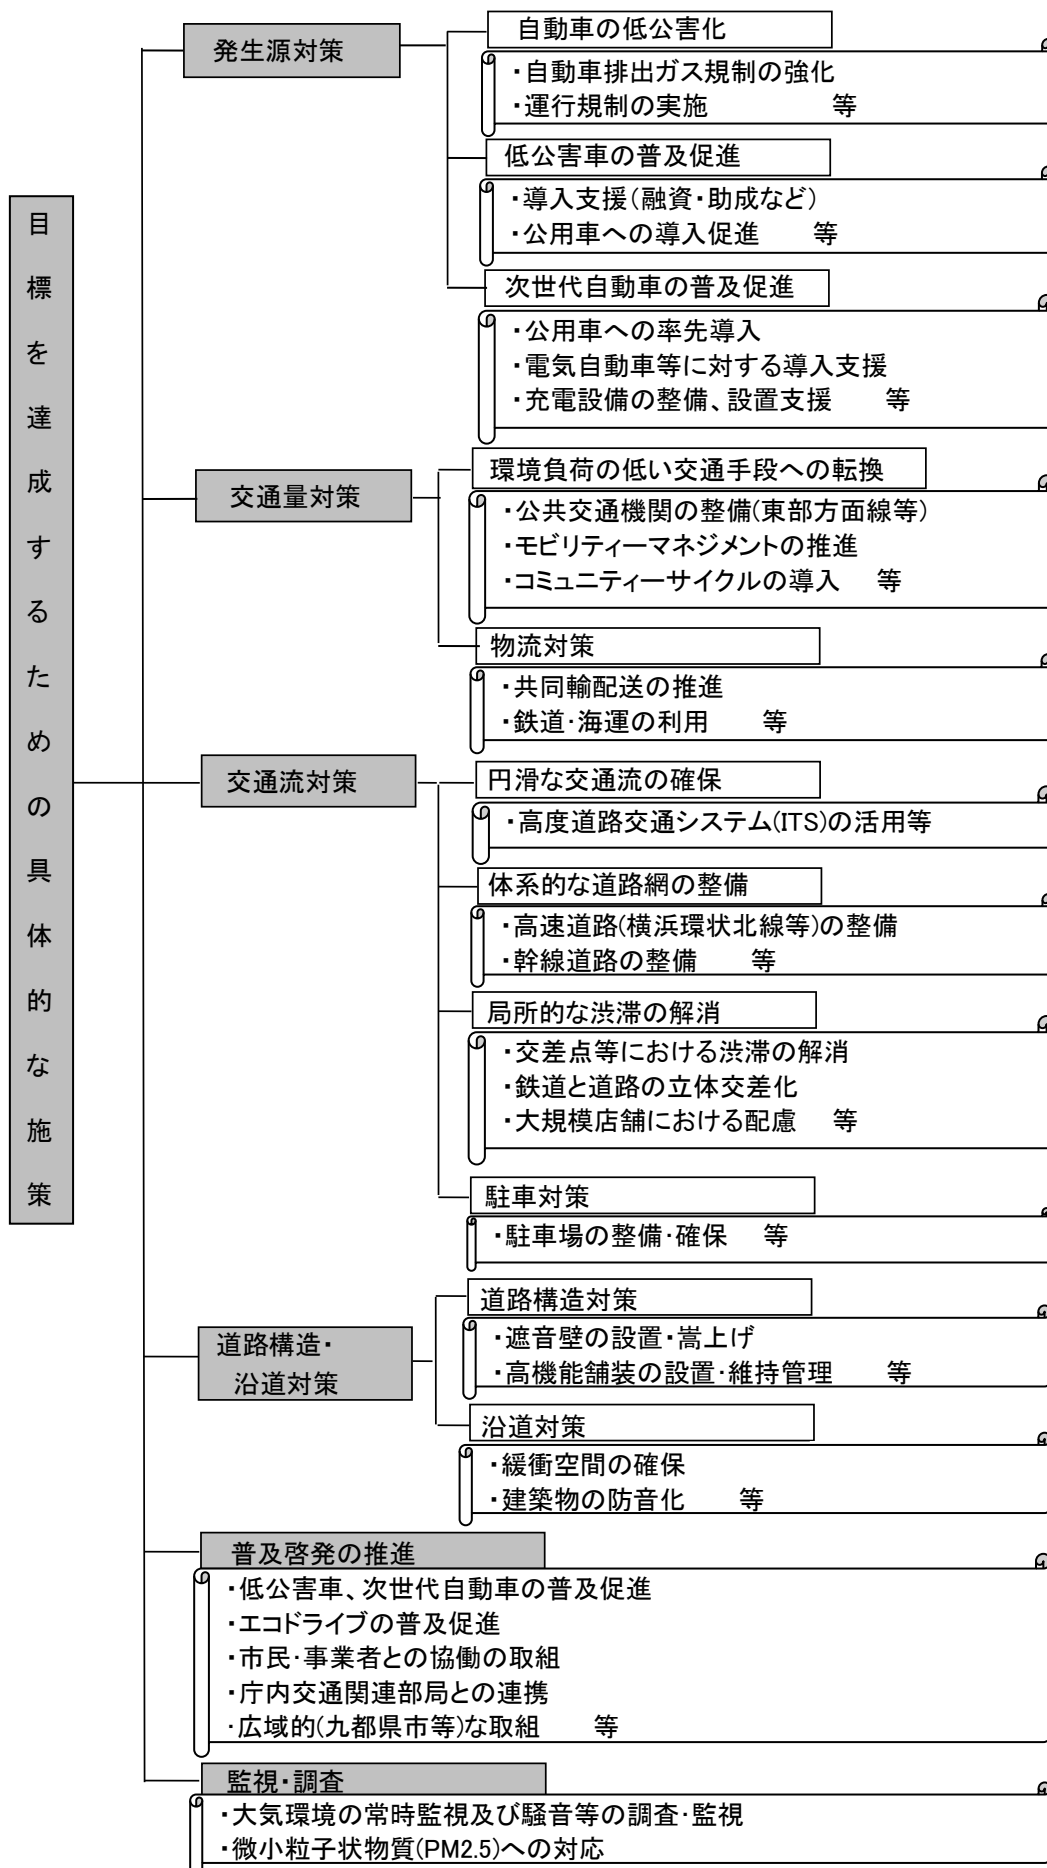 目標を達成するための具体的な施策
発生源対策
自動車の低公害化
・自動車排出ガス規制の強化
・運行規制の実施 等
低公害車の普及促進
・導入支援(融資・助成など)
・公用車への導入促進 等
次世代自動車の普及促進
・公用車への率先導入
・電気自動車等に対する導入支援
・充電設備の整備、設置支援 等
交通量対策
環境負荷の低い交通手段への転換
・公共交通機関の整備(東部方面線等)
・モビリティーマネジメントの推進
・コミュニティーサイクルの導入 等
物流対策
・共同輸配送の推進
・鉄道・海運の利用 等
交通流対策
円滑な交通流の確保
・高度道路交通システム(ITS)の活用等
体系的な道路網の整備
・高速道路(横浜環状北線等)の整備
・幹線道路の整備 等
局所的な渋滞の解消
・交差点等における渋滞の解消
・鉄道と道路の立体交差化
・大規模店舗における配慮 等
駐車対策
・駐車場の整備・確保 等
道路構造・
沿道対策
道路構造対策
・遮音壁の設置・嵩上げ
・高機能舗装の設置・維持管理 等
沿道対策
・緩衝空間の確保
・建築物の防音化 等
普及啓発の推進
・低公害車、次世代自動車の普及促進
・エコドライブの普及促進
・市民・事業者との協働の取組
・庁内交通関連部局との連携
・広域的(九都県市等)な取組 等
監視・調査
・大気環境の常時監視及び騒音等の調査・監視
・微小粒子状物質(PM2.5)への対応